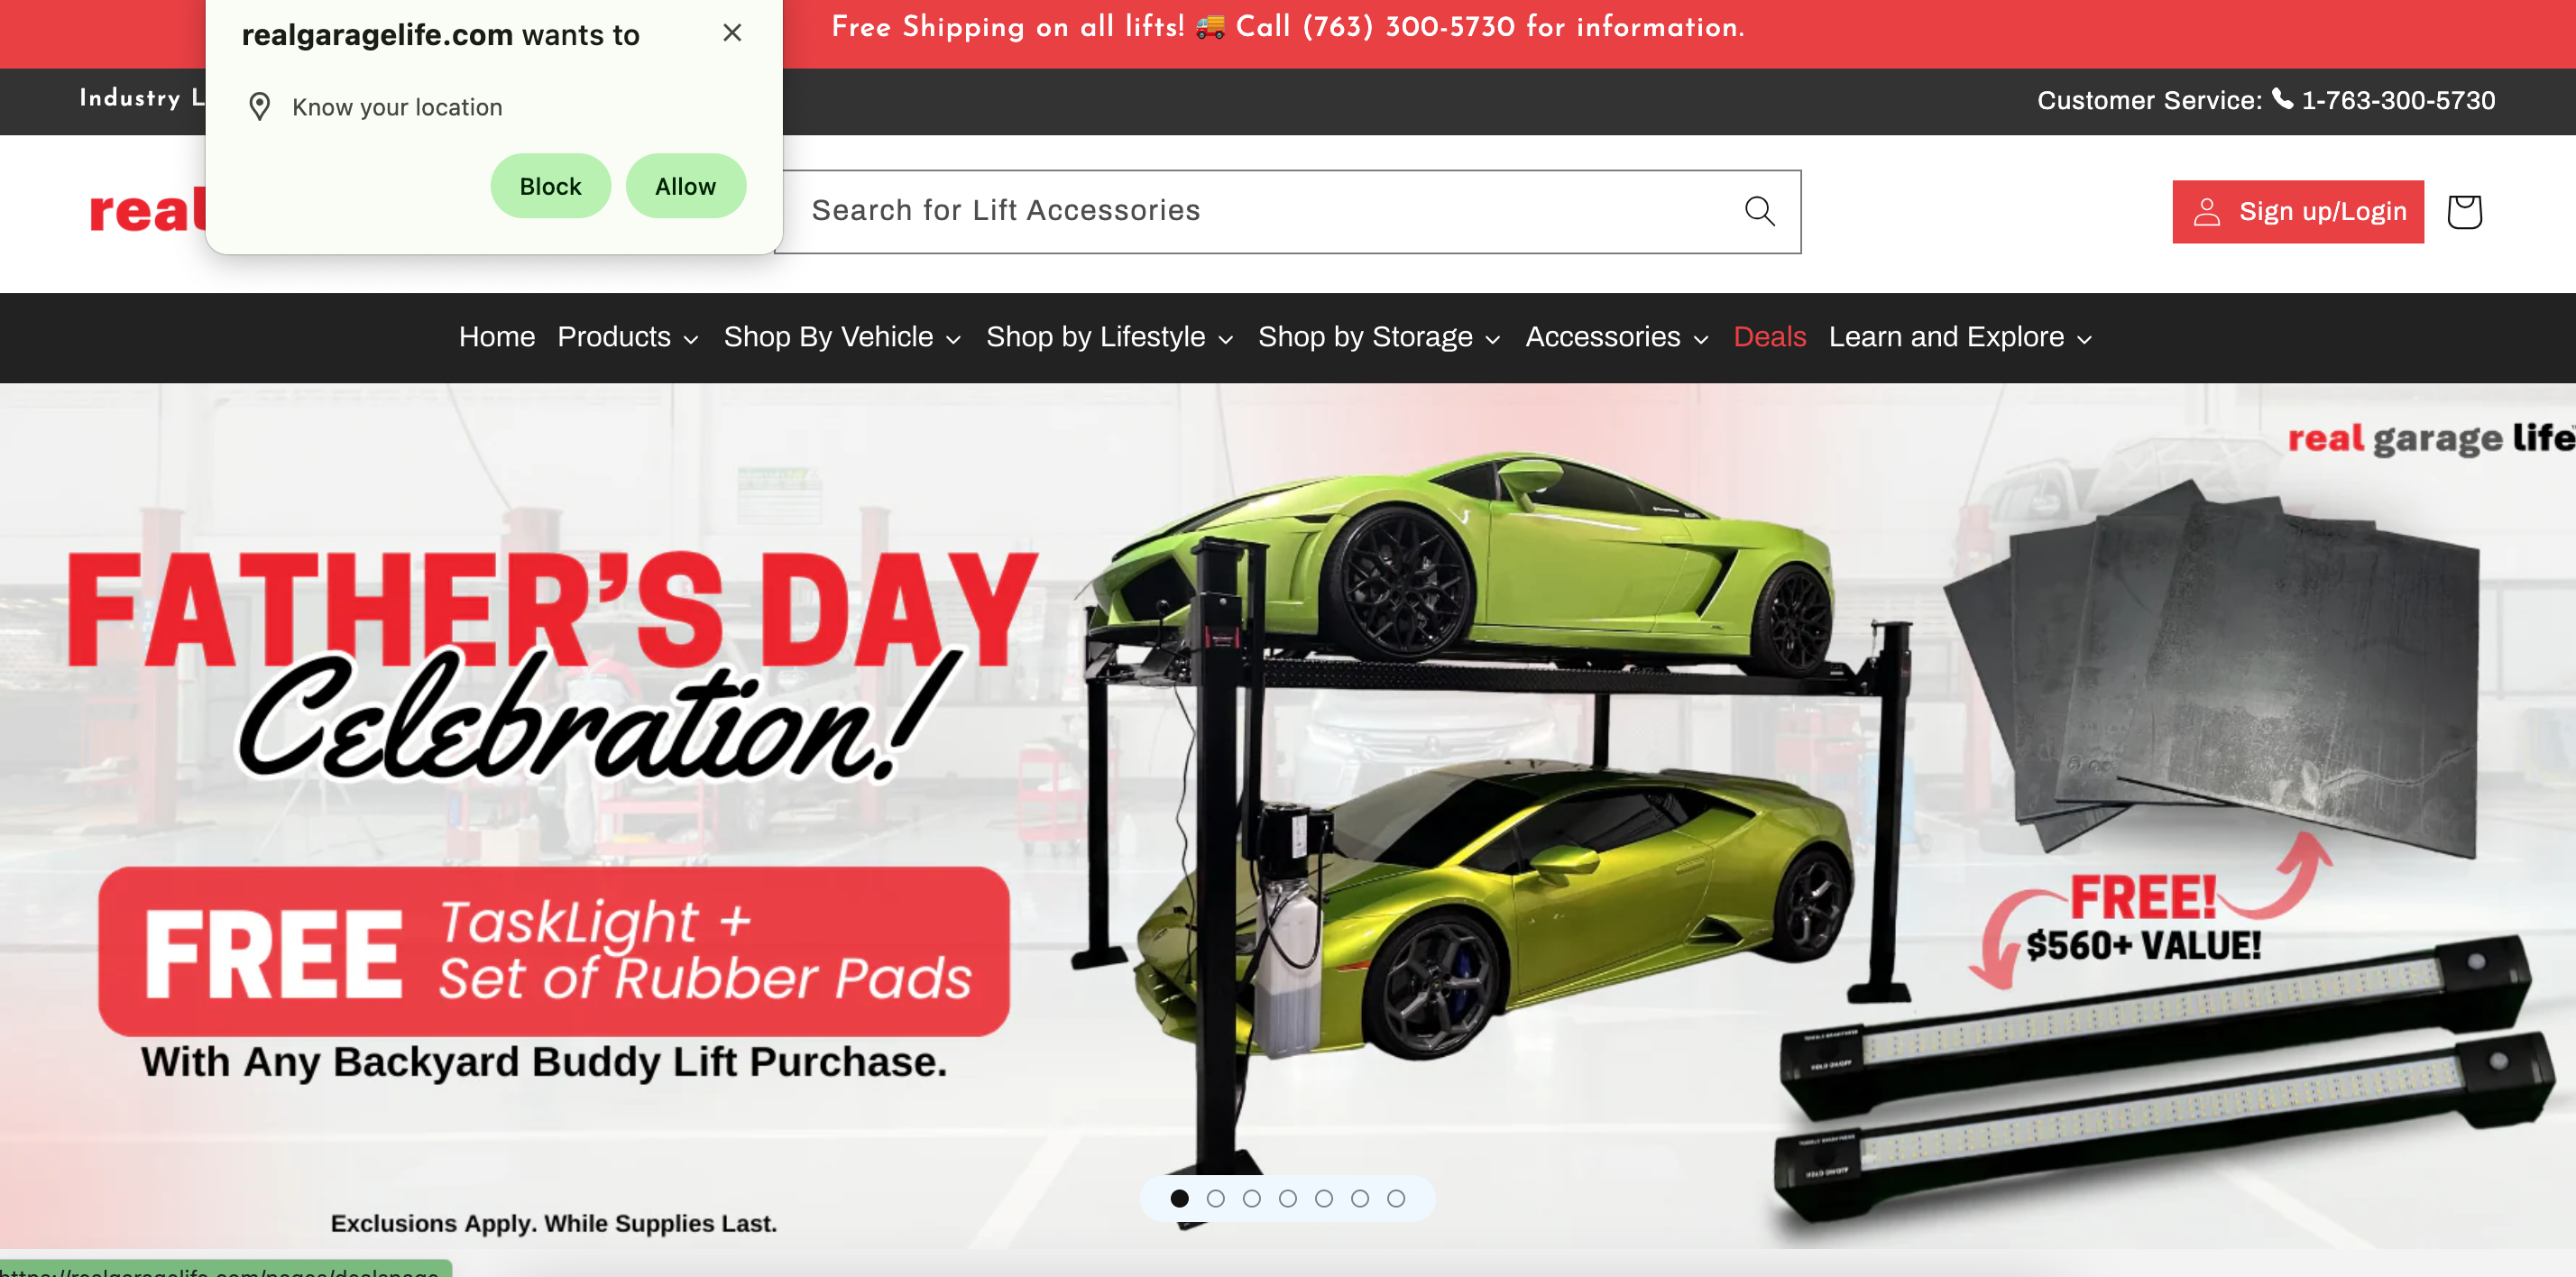 Free Shipping on all lifts! 🚚 Call (763) 300-5730 for information.
realgaragelife.com wants to
Know your location
Block Allow
Industry L
Customer Service: 1-763-300-5730
real
Search for Lift Accessories
Sign up/Login
Home Products Shop By Vehicle Shop by Lifestyle Shop by Storage Accessories Deals Learn and Explore
real garage life
FATHER'S DAY
Celebration!
FREE TaskLight +
Set of Rubber Pads
With Any Backyard Buddy Lift Purchase.
FREE!
$560+ VALUE!
Exclusions Apply. While Supplies Last.
https://realgaragelife.com/pages/dealspage